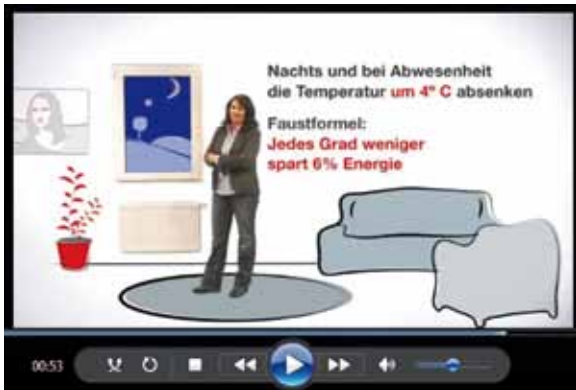 Nachts und bei Abwesenheit
die Temperatur um 4° C absenken
Faustformel:
Jedes Grad weniger
spart 6% Energie
00:53